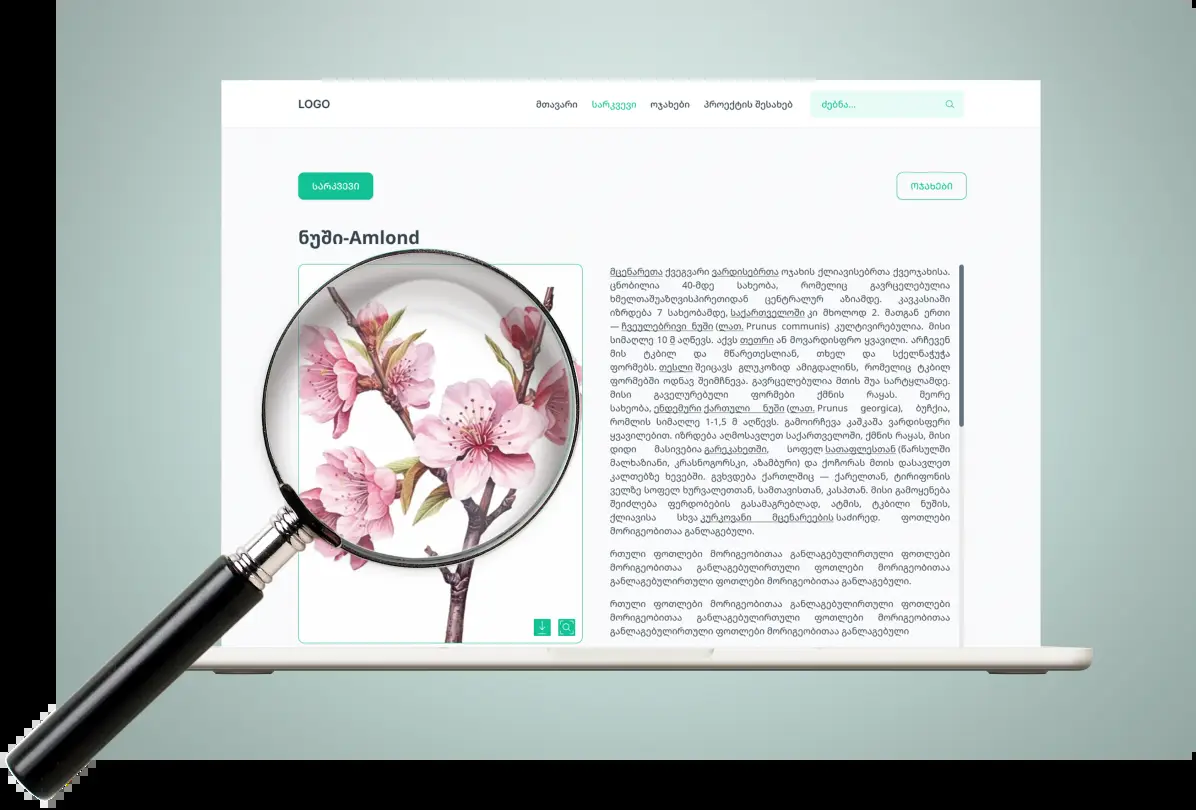 LOGO
მთავარი სარკვევი ოჯახები პროექტის შესახებ ძებნა...
სარკვევი ოჯახები
ნუში-Amlond
მცენარეთა ქვეგვარი ვარდისებრთა ოჯახის ქლიავისებრთა ქვეოჯახისა.
ცნობილია 40-მდე სახეობა, რომელიც გავრცელებულია
ხმელთაშუაზღვისპირეთიდან ცენტრალურ აზიამდე. კავკასიაში
იზრდება 7 სახეობამდე, საქართველოში კი მხოლოდ 2. მათგან ერთი
— ჩვეულებრივი ნუში (ლათ. Prunus communis) კულტივირებულია. მისი
სიმაღლე 10 მ აღწევს. აქვს თეთრი ან მოვარდისფრო ყვავილი. არჩევენ
მის ტკბილ და მწარეთესლიან, თხელ და სქელნაჭუჭა
ფორმებს. თესლი შეიცავს გლუკოზიდ ამიგდალინს, რომელიც ტკბილ
ფორმებში ოდნავ შეიმჩნევა. გავრცელებულია მთის შუა სარტყლამდე.
მისი გაველურებული ფორმები ქმნის რაყას. მეორე
სახეობა, ენდემური ქართული ნუში (ლათ. Prunus georgica), ბუჩქია,
რომლის სიმაღლე 1-1,5 მ აღწევს. გამოირჩევა კაშკაშა ვარდისფერი
ყვავილებით. იზრდება აღმოსავლეთ საქართველოში, ქმნის რაყას, მისი
დიდი მასივებია გარეკახეთში, სოფელ სათაფლესთან (წარსულში
მალხაზიანი, კრასნოგორსკი, აზამბური) და ქოჩორას მთის დასავლეთ
კალთებზე ხევებში. გვხვდება ქართლშიც — ქარელთან, ტირიფონის
ველზე სოფელ ხურვალეთთან, სამთავისთან, კასპთან. მისი გამოყენება
შეიძლება ფერდობების გასამაგრებლად, ატმის, ტკბილი ნუშის,
ქლიავისა სხვა კურკოვანი მცენარეების საძირედ. ფოთლები
მორიგეობითაა განლაგებული.
რთული ფოთლები მორიგეობითაა განლაგებულირთული ფოთლები
მორიგეობითაა განლაგებულირთული ფოთლები მორიგეობითაა
განლაგებულირთული ფოთლები მორიგეობითაა განლაგებული.
რთული ფოთლები მორიგეობითაა განლაგებულირთული ფოთლები
მორიგეობითაა განლაგებულირთული ფოთლები მორიგეობითაა
განლაგებულირთული ფოთლები მორიგეობითაა განლაგებული